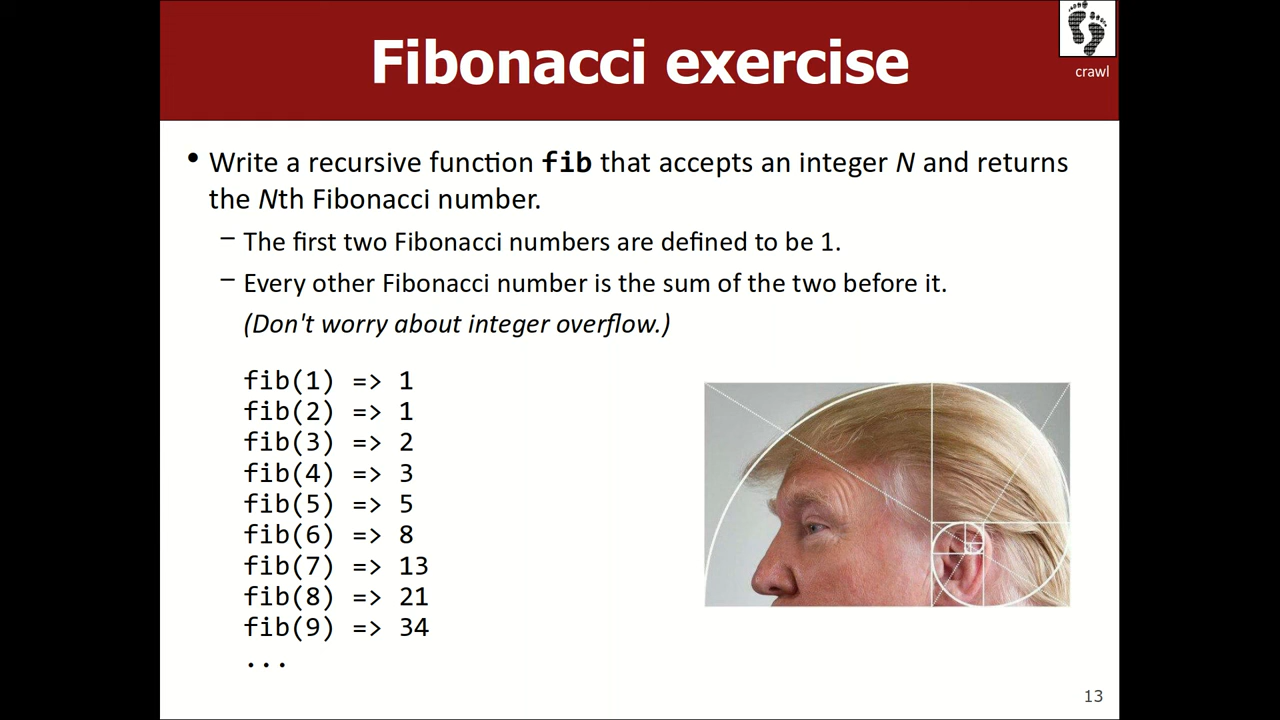 Fibonacci exercise
crawl
• Write a recursive function fib that accepts an integer N and returns
the Nth Fibonacci number.
– The first two Fibonacci numbers are defined to be 1.
– Every other Fibonacci number is the sum of the two before it.
(Don't worry about integer overflow.)
fib(1) => 1
fib(2) => 1
fib(3) => 2
fib(4) => 3
fib(5) => 5
fib(6) => 8
fib(7) => 13
fib(8) => 21
fib(9) => 34
...
13